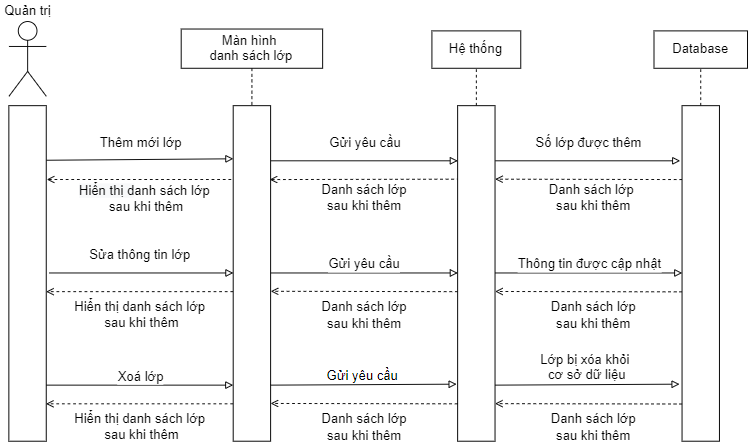 Quản trị
Màn hình
danh sách lớp
Hệ thống
Database
Thêm mới lớp
Gửi yêu cầu
Số lớp được thêm
Hiển thị danh sách lớp
sau khi thêm
Danh sách lớp
sau khi thêm
Danh sách lớp
sau khi thêm
Sửa thông tin lớp
Gửi yêu cầu
Thông tin được cập nhật
Hiển thị danh sách lớp
sau khi thêm
Danh sách lớp
sau khi thêm
Danh sách lớp
sau khi thêm
Xoá lớp
Gửi yêu cầu
Lớp bị xóa khỏi
cơ sở dữ liệu
Hiển thị danh sách lớp
sau khi thêm
Danh sách lớp
sau khi thêm
Danh sách lớp
sau khi thêm